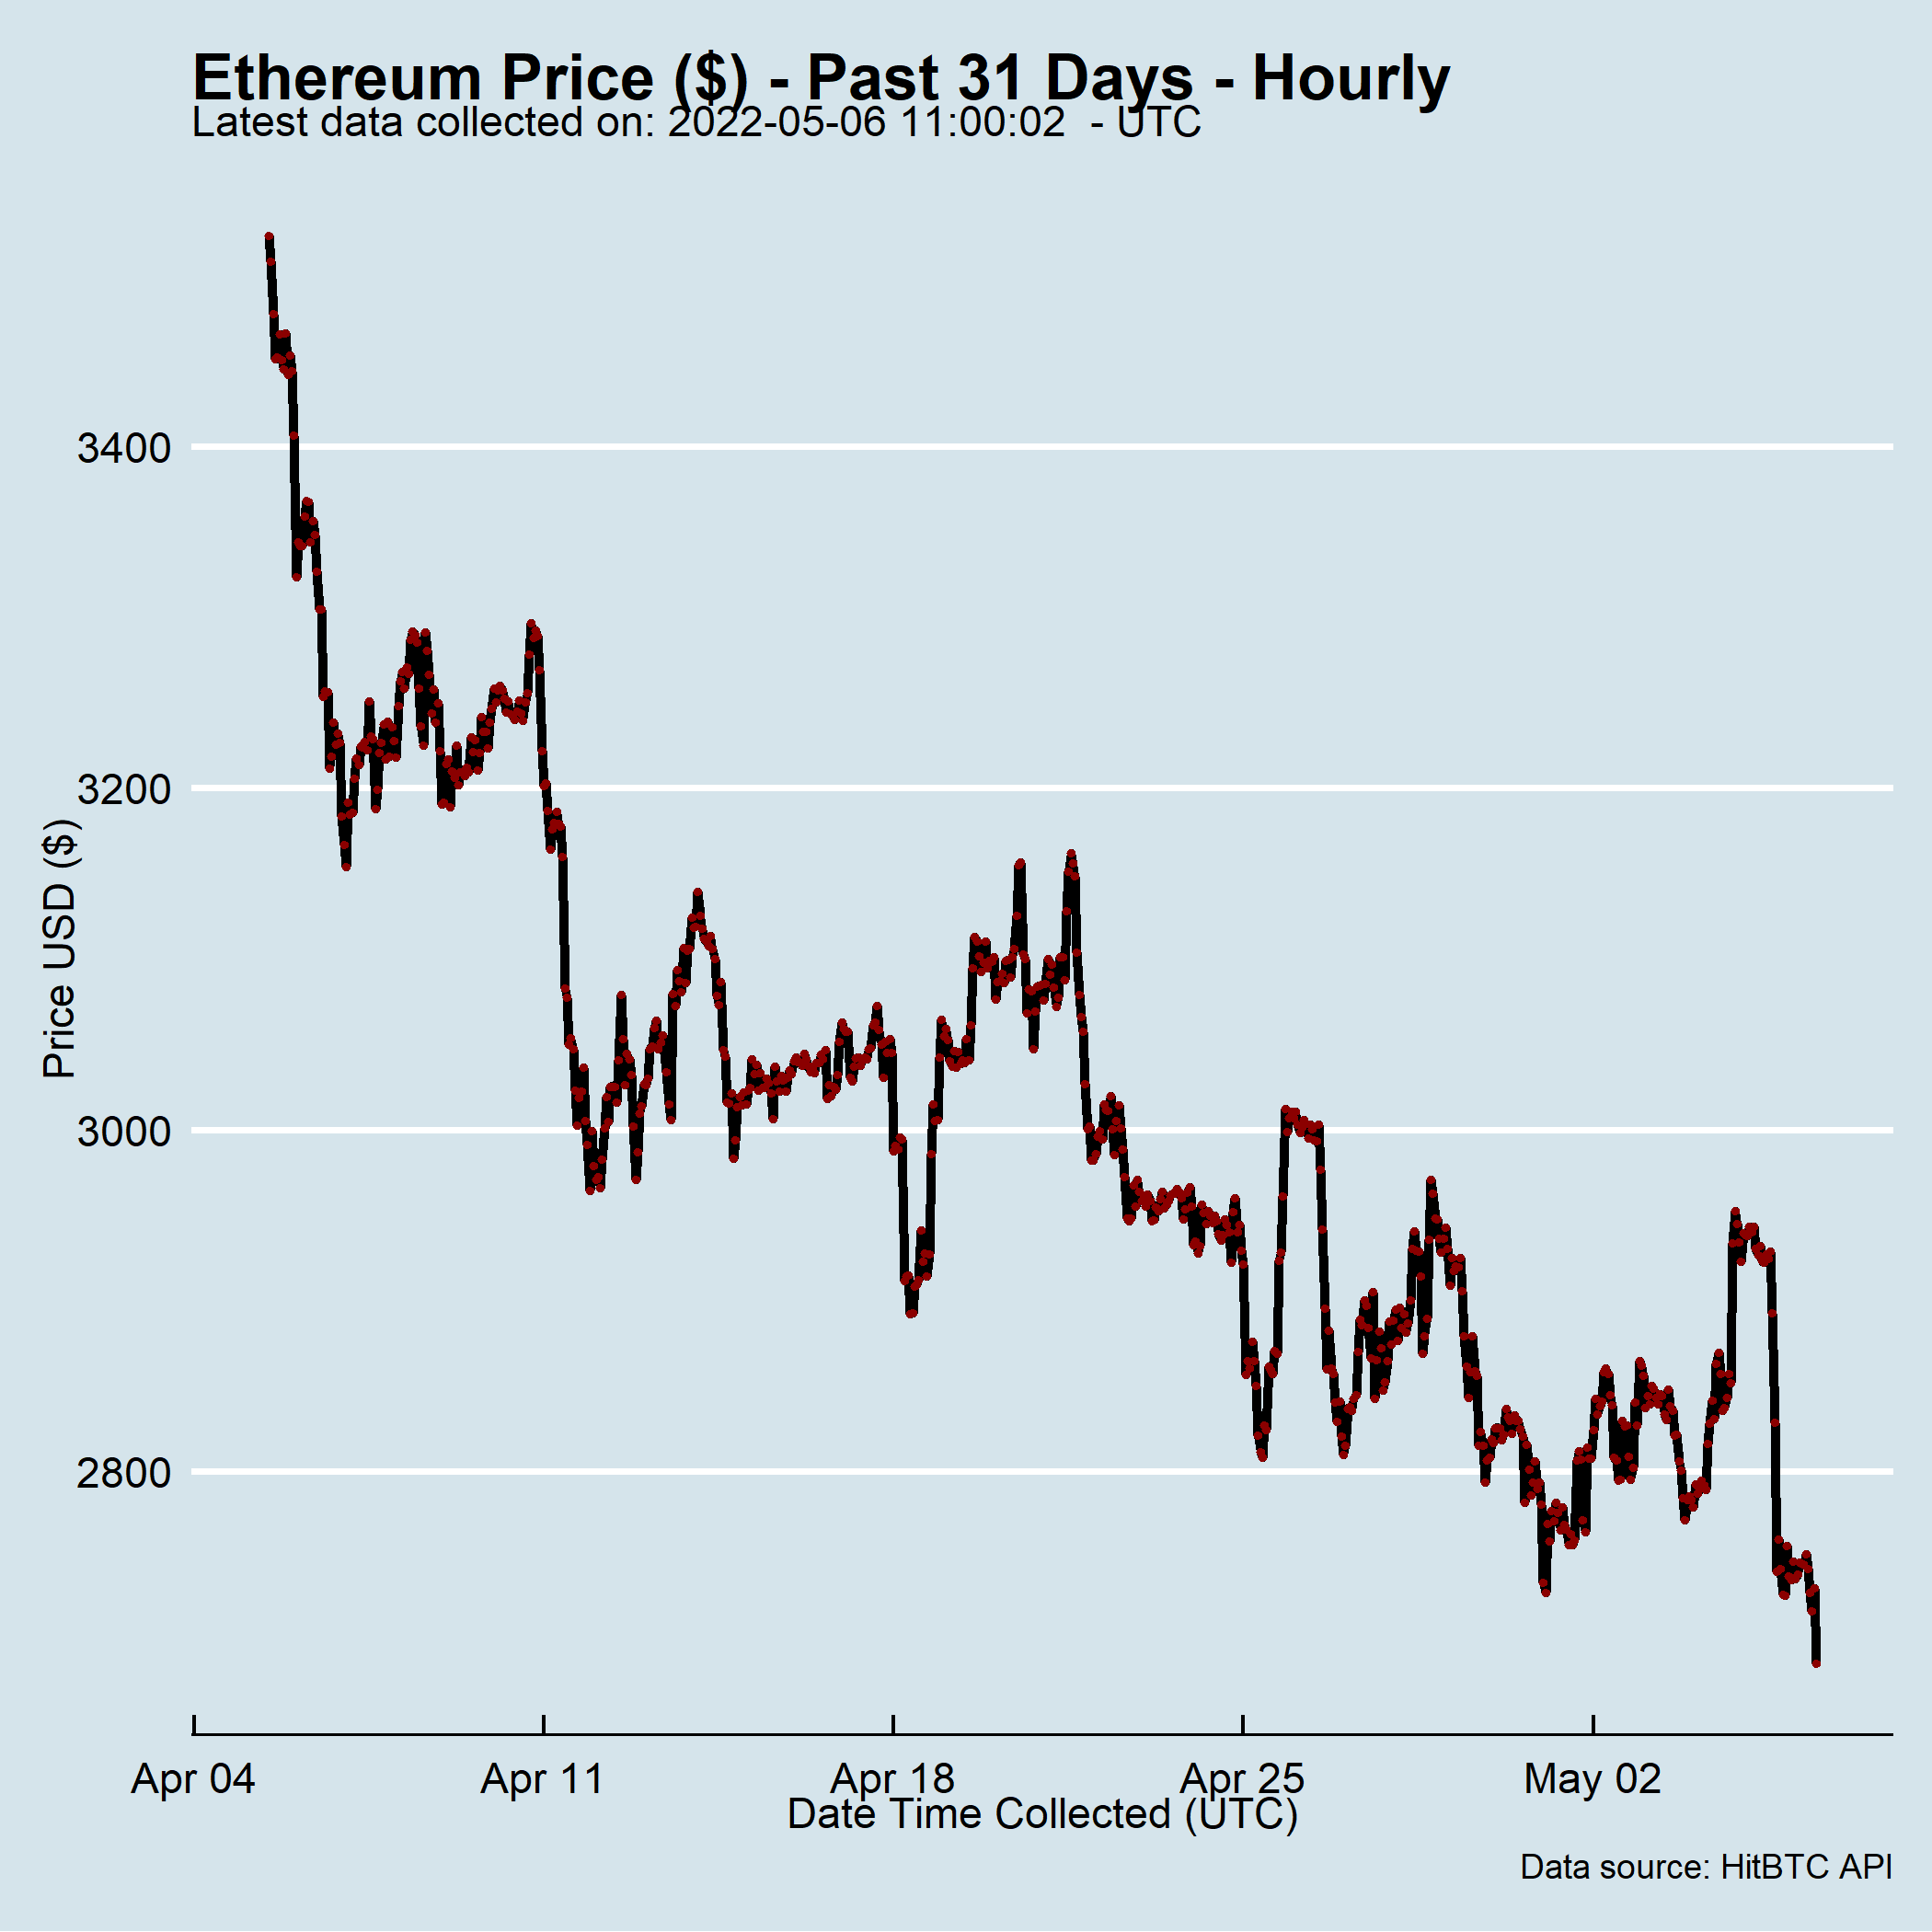 Ethereum Price ($) - Past 31 Days - Hourly
Latest data collected on: 2022-05-06 11:00:02  - UTC
3400
3200
3000
2800
Price USD ($)
Apr 04
Apr 11
Apr 18
Apr 25
May 02
Date Time Collected (UTC)
Data source: HitBTC API